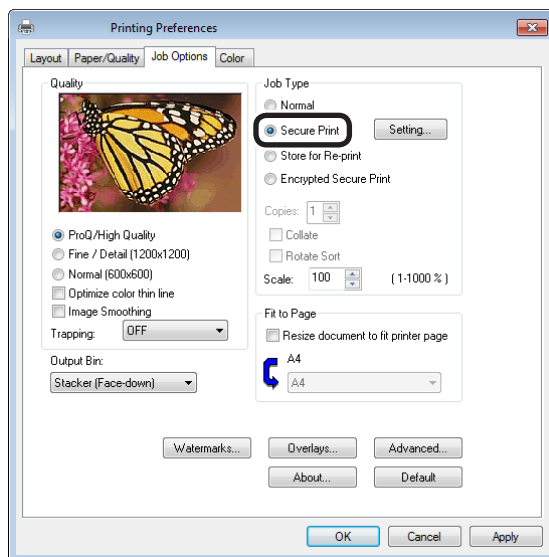 Printing Preferences
Layout Paper/Quality Job Options Color
Quality
ProQ/High Quality
Fine / Detail (1200x1200)
Normal (600x600)
Optimize color thin line
Image Smoothing
Trapping: OFF
Output Bin:
Stacker (Face-down)
Job Type
Normal
Secure Print Setting...
Store for Re-print
Encrypted Secure Print
Copies: 1
Collate
Rotate Sort
Scale: 100 ( 1-1000 % )
Fit to Page
Resize document to fit printer page
A4
A4
Watermarks... Overlays... Advanced...
About... Default
OK Cancel Apply